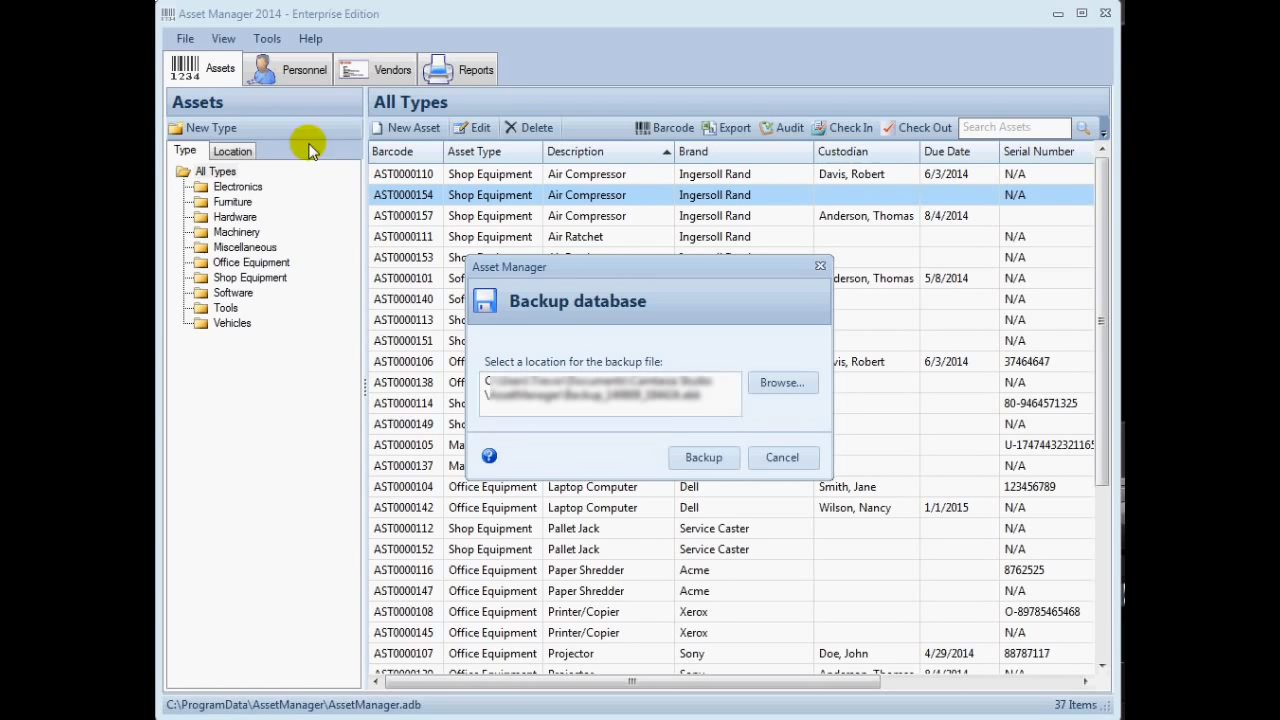 Asset Manager 2014 - Enterprise Edition
File View Tools Help
1234 Assets Personnel Vendors Reports
Assets
New Type
Type Location
All Types
Electronics
Furniture
Hardware
Machinery
Miscellaneous
Office Equipment
Shop Equipment
Software
Tools
Vehicles
All Types
New Asset Edit Delete Barcode Export Audit Check In Check Out Search Assets
Barcode Asset Type Description Brand Custodian Due Date Serial Number
AST0000110 Shop Equipment Air Compressor Ingersoll Rand Davis, Robert 6/3/2014 N/A
AST0000154 Shop Equipment Air Compressor Ingersoll Rand N/A
AST0000157 Shop Equipment Air Compressor Ingersoll Rand Anderson, Thomas 8/4/2014
AST0000111 Shop Equipment Air Ratchet Ingersoll Rand N/A
AST0000153 N/A
AST0000101 Sof derson, Thomas 5/8/2014 N/A
AST0000140 Sof N/A
AST0000113 Sho N/A
AST0000151 Sho N/A
AST0000106 Offi vis, Robert 6/3/2014 37464647
AST0000138 Offi N/A
AST0000114 Sho 80-9464571325
AST0000149 Sho N/A
AST0000105 Ma U-17474432321165
AST0000137 Ma N/A
AST0000104 Office Equipment Laptop Computer Dell Smith, Jane 123456789
AST0000142 Office Equipment Laptop Computer Dell Wilson, Nancy 1/1/2015 N/A
AST0000112 Shop Equipment Pallet Jack Service Caster N/A
AST0000152 Shop Equipment Pallet Jack Service Caster N/A
AST0000106 Office Equipment Paper Shredder Acme 8762525
AST0000147 Office Equipment Paper Shredder Acme N/A
AST0000108 Office Equipment Printer/Copier Xerox O-89785465468
AST0000145 Office Equipment Printer/Copier Xerox N/A
AST0000107 Office Equipment Projector Sony Doe, John 4/29/2014 88787117
Asset Manager
Backup database
Select a location for the backup file:
Browse...
Backup Cancel
C:\ProgramData\AssetManager\AssetManager.adb 37 Items